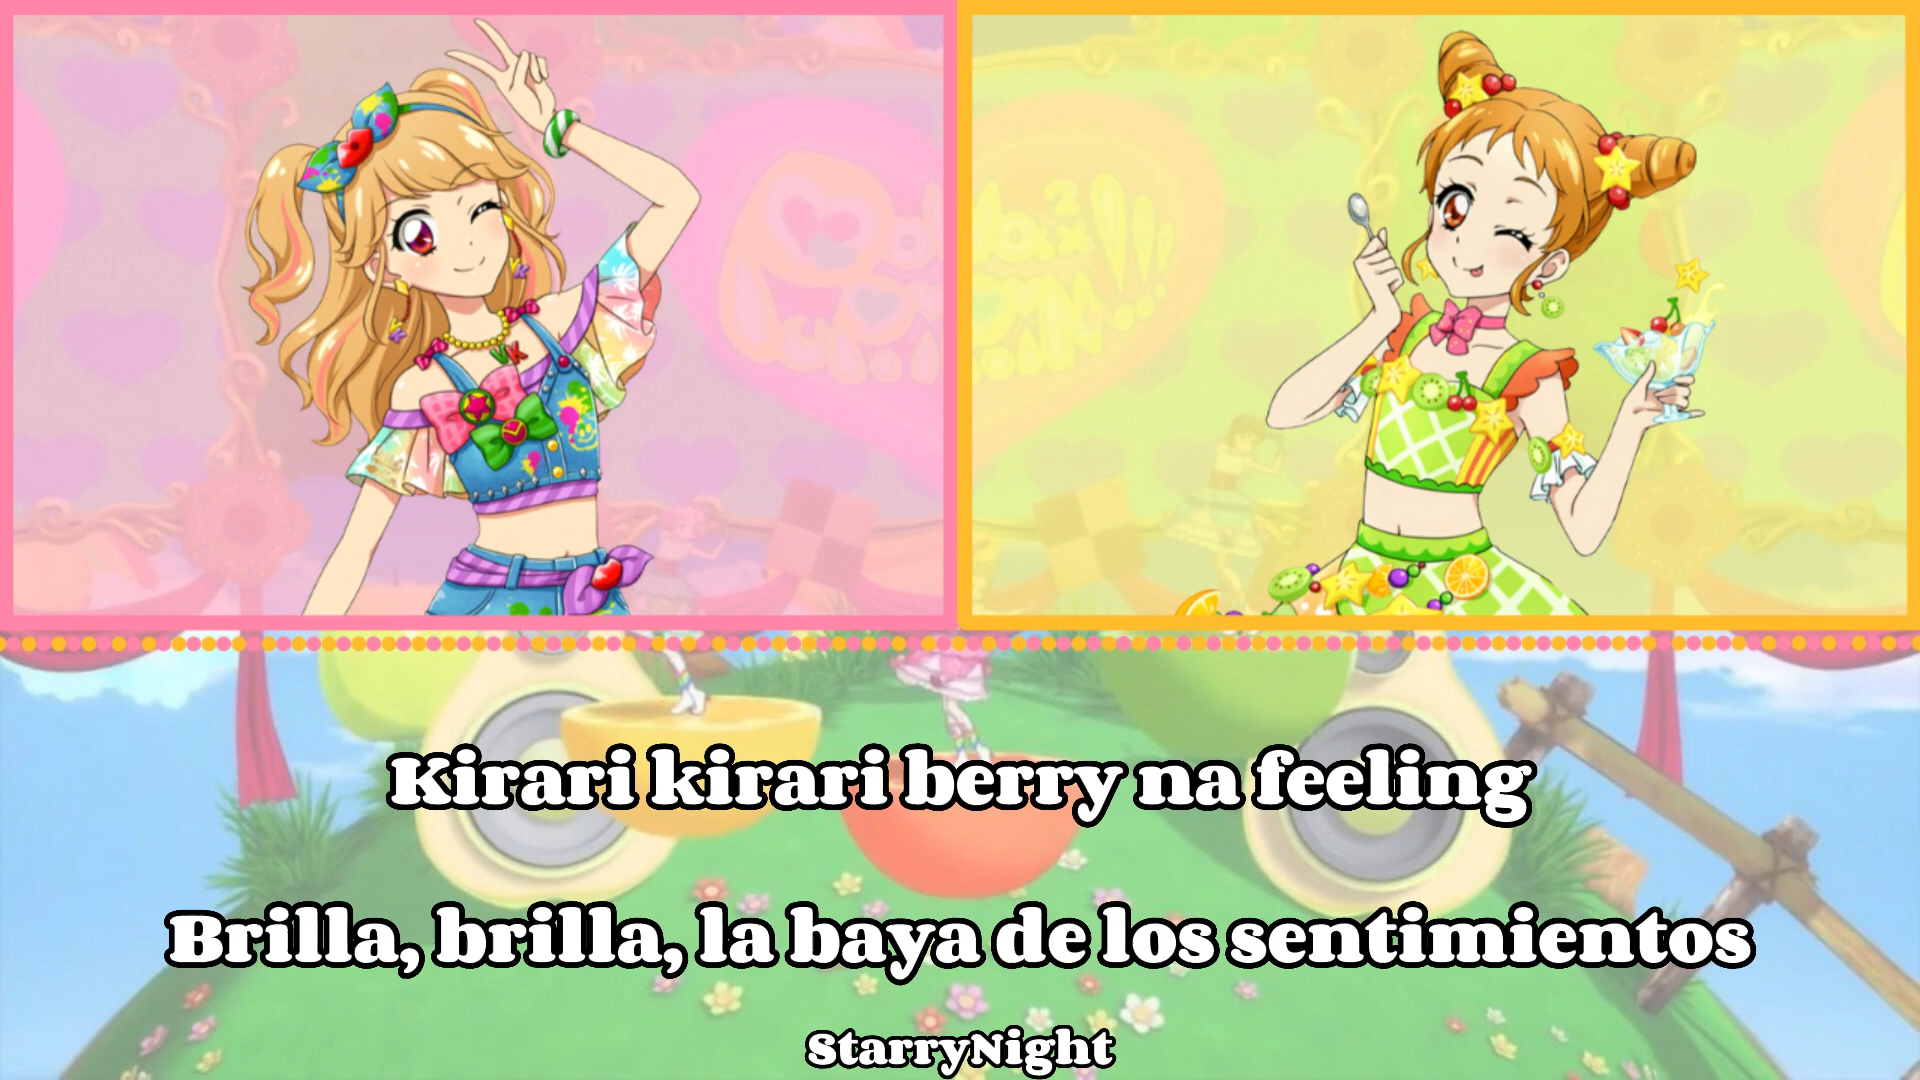 Kirari kirari berry na feeling
Brilla, brilla, la baya de los sentimientos
StarryNight